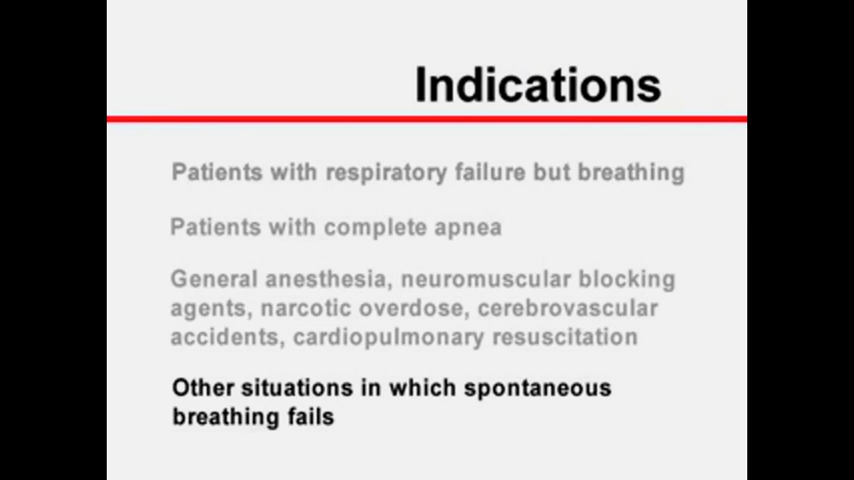 Indications
Patients with respiratory failure but breathing
Patients with complete apnea
General anesthesia, neuromuscular blocking
agents, narcotic overdose, cerebrovascular
accidents, cardiopulmonary resuscitation
Other situations in which spontaneous
breathing fails